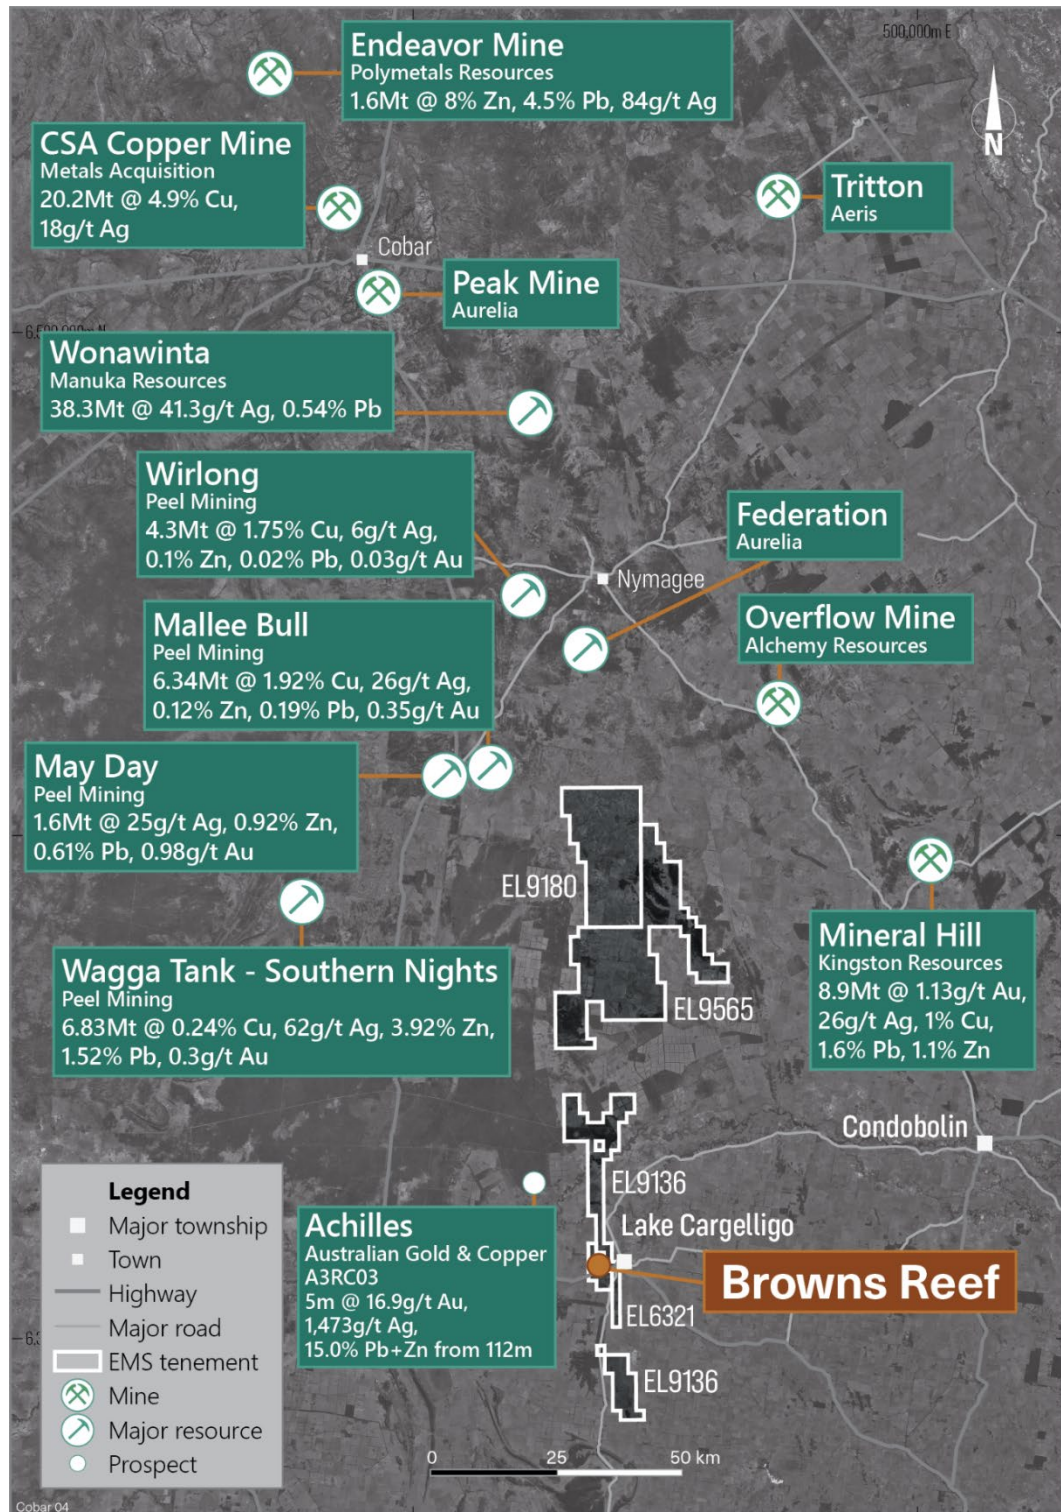 500,000m E
Endeavor Mine
Polymetals Resources
1.6Mt @ 8% Zn, 4.5% Pb, 84g/t Ag
N
CSA Copper Mine
Metals Acquisition
20.2Mt @ 4.9% Cu,
18g/t Ag
Tritton
Aeris
Cobar
Peak Mine
Aurelia
Wonawinta
Manuka Resources
38.3Mt @ 41.3g/t Ag, 0.54% Pb
Wirlong
Peel Mining
4.3Mt @ 1.75% Cu, 6g/t Ag,
0.1% Zn, 0.02% Pb, 0.03g/t Au
Federation
Aurelia
Nymagee
Mallee Bull
Peel Mining
6.34Mt @ 1.92% Cu, 26g/t Ag,
0.12% Zn, 0.19% Pb, 0.35g/t Au
Overflow Mine
Alchemy Resources
May Day
Peel Mining
1.6Mt @ 25g/t Ag, 0.92% Zn,
0.61% Pb, 0.98g/t Au
EL9180
EL9565
Wagga Tank - Southern Nights
Peel Mining
6.83Mt @ 0.24% Cu, 62g/t Ag, 3.92% Zn,
1.52% Pb, 0.3g/t Au
Mineral Hill
Kingston Resources
8.9Mt @ 1.13g/t Au,
26g/t Ag, 1% Cu,
1.6% Pb, 1.1% Zn
Condobolin
EL9136
Lake Cargelligo
Achilles
Australian Gold & Copper
A3RC03
5m @ 16.9g/t Au,
1,473g/t Ag,
15.0% Pb+Zn from 112m
Browns Reef
EL6321
EL9136
Legend
Major township
Town
Highway
Major road
EMS tenement
Mine
Major resource
Prospect
0 25 50 km
Cobar 04